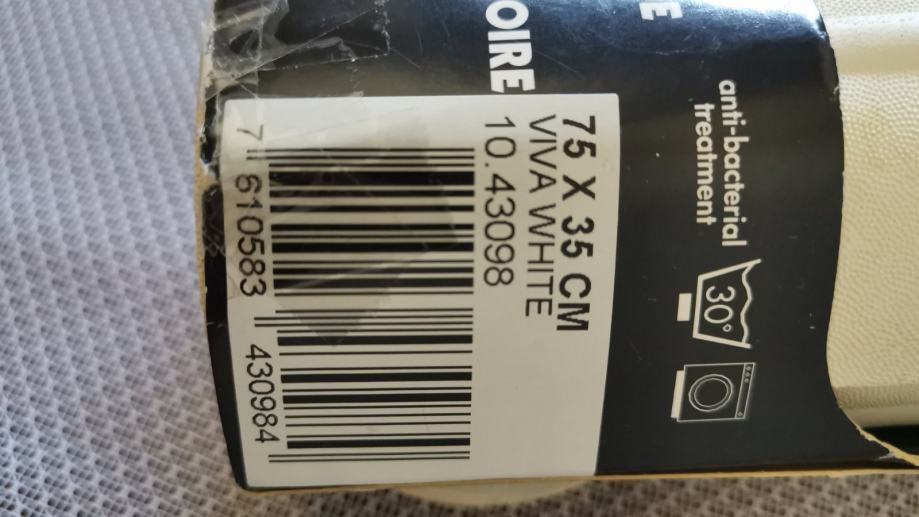 OIRE
E
75 X 35 CM
VIVA WHITE
10.43098
7 610583 430984
anti-bacterial
treatment
30°